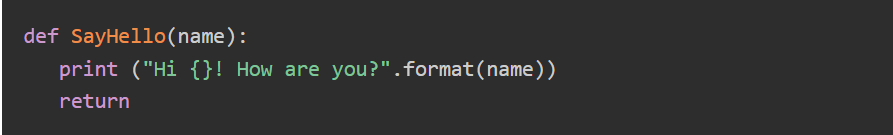 def SayHello(name):
   print ("Hi {}! How are you?".format(name))
   return